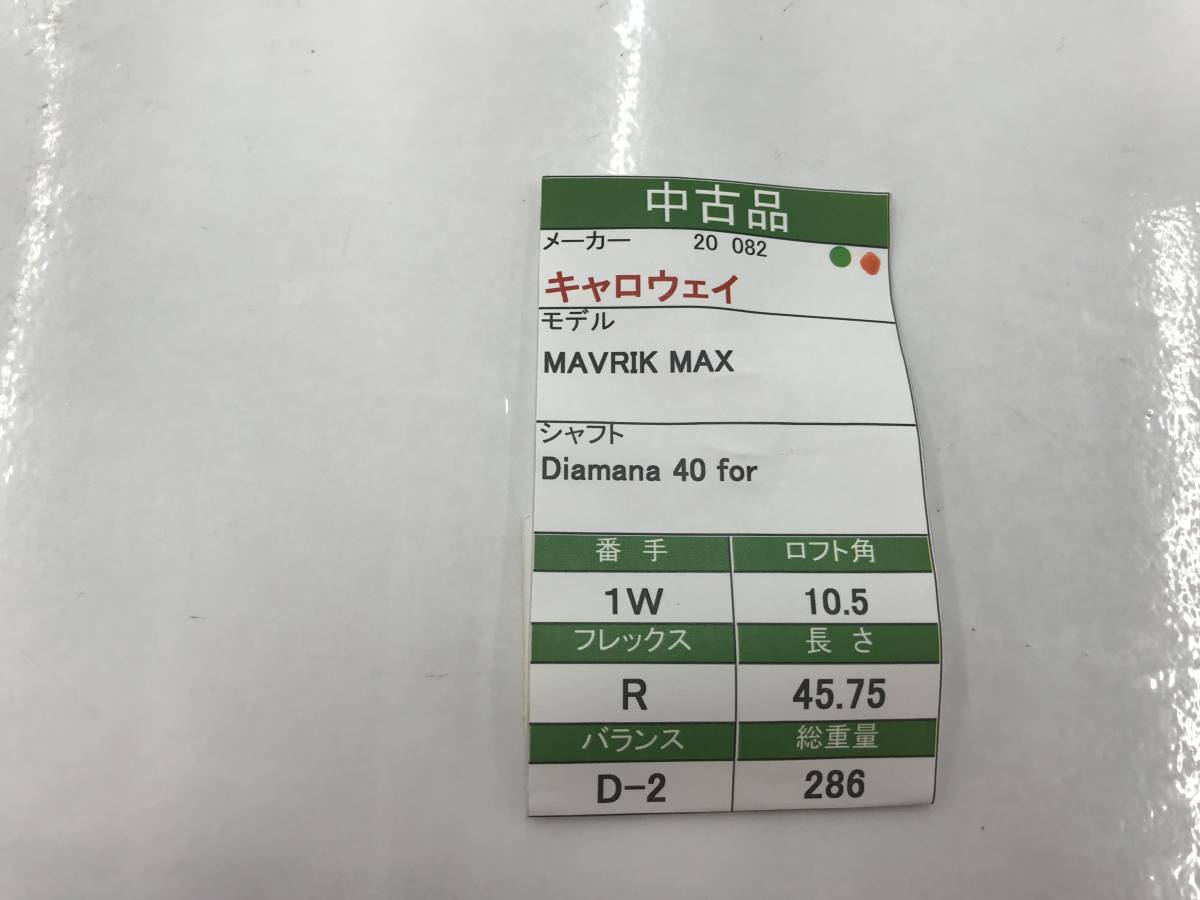 中古品
メーカー 20 082
キャロウェイ
モデル
MAVRIK MAX
シャフト
Diamana 40 for
番 手 ロフト角
1W 10.5
フレックス 長 さ
R 45.75
バランス 総重量
D-2 286